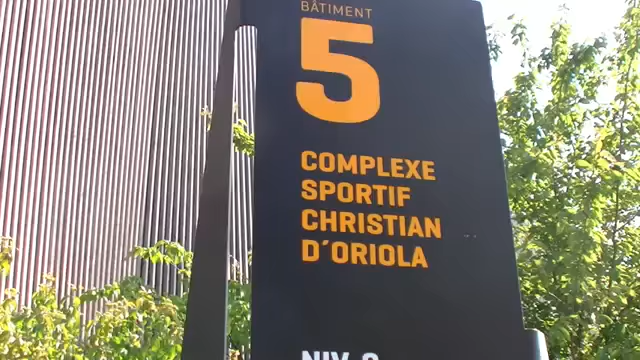 BÂTIMENT
5
COMPLEXE
SPORTIF
CHRISTIAN
D'ORIOLA
NIV.